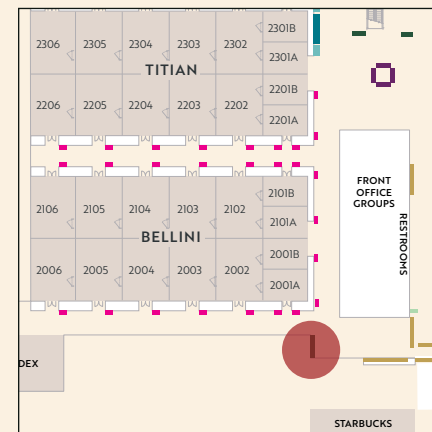 2306 2305 2304 2303 2302 2301B
2301A
TITIAN
2206 2205 2204 2203 2202 2201B
2201A
2106 2105 2104 2103 2102 2101B
2101A
BELLINI
2006 2005 2004 2003 2002 2001B
2001A
FRONT
OFFICE
GROUPS
RESTROOMS
DEX
STARBUCKS